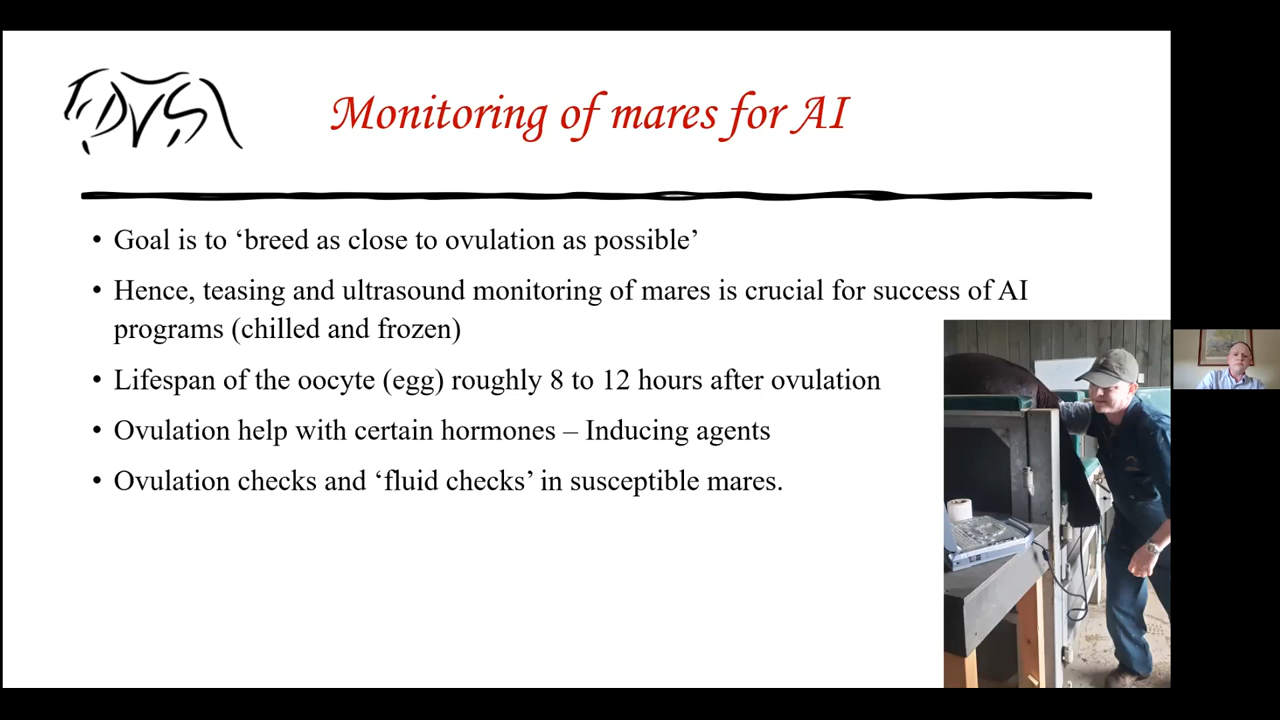 DVS
Monitoring of mares for AI
• Goal is to ‘breed as close to ovulation as possible’
• Hence, teasing and ultrasound monitoring of mares is crucial for success of AI
programs (chilled and frozen)
• Lifespan of the oocyte (egg) roughly 8 to 12 hours after ovulation
• Ovulation help with certain hormones – Inducing agents
• Ovulation checks and ‘fluid checks’ in susceptible mares.